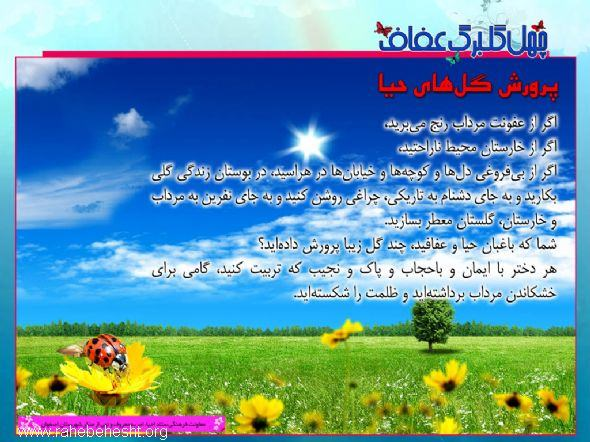 چهل گلبرگ عفاف
پرورش گل‌های حیا
اگر از عفونت مرداب رنج می‌برید،
اگر از خارستان محیط ناراحتید،
اگر از بی‌فروغی دل‌ها و کوچه‌ها و خیابان‌ها در هراسید، در بوستان زندگی گلی
بکارید و به جای دشنام به تاریکی، چراغی روشن کنید و به جای نفرین به مرداب
و خارستان، گلستان معطر بسازید.
شما که باغبان حیا و عفافید، چند گل زیبا پرورش داده‌اید؟
هر دختر با ایمان و باحجاب و پاک و نجیب که تربیت کنید، گامی برای
خشکاندن مرداب برداشته‌اید و ظلمت را شکسته‌اید.
www.rahebehesht.org